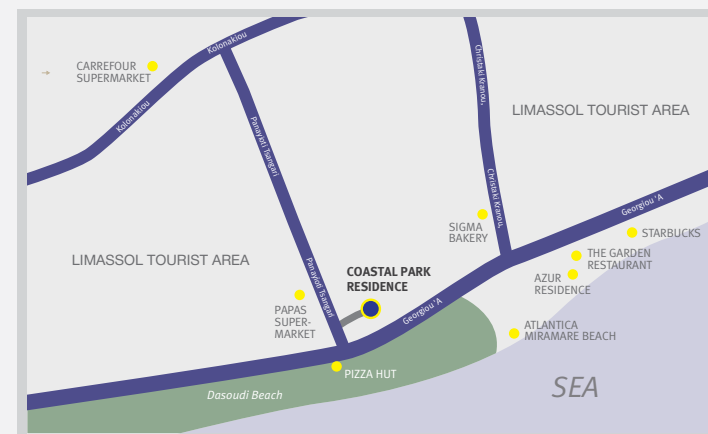 Kolonakiou
CARREFOUR
SUPERMARKET
Christaki Kranou,
Kolonakiou
LIMASSOL TOURIST AREA
Panayioti Tsangari
Christaki Kranou,
Georgiou 'A
SIGMA
BAKERY
STARBUCKS
THE GARDEN
RESTAURANT
LIMASSOL TOURIST AREA
Panayioti Tsangari
COASTAL PARK
RESIDENCE
AZUR
RESIDENCE
PAPAS
SUPER-
MARKET
Georgiou 'A
ATLANTICA
MIRAMARE BEACH
PIZZA HUT
SEA
Dasoudi Beach